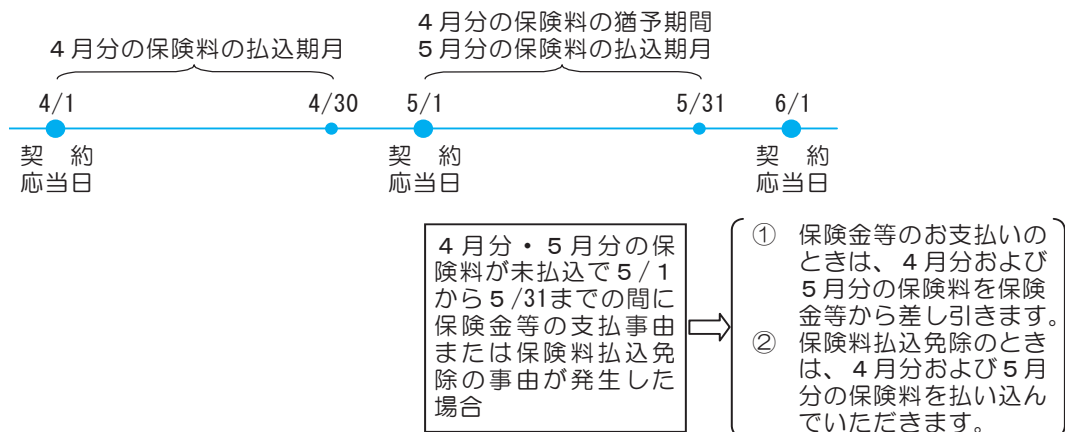 ４月分の保険料の猶予期間
４月分の保険料の払込期月
５月分の保険料の払込期月
4/1
4/30
5/1
5/31
6/1
契　約
応当日
契　約
応当日
契　約
応当日
４月分・５月分の保
険料が未払込で５/１
から５/31までの間に
保険金等の支払事由
または保険料払込免
除の事由が発生した
場合
①　保険金等のお支払いの
ときは、４月分および
５月分の保険料を保険
金等から差し引きます。
②　保険料払込免除のとき
は、４月分および５月
分の保険料を払い込ん
でいただきます。